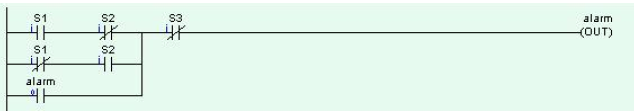 S1 S2 S3 alarm
i i i (OUT)
S1 S2
i i
alarm
o